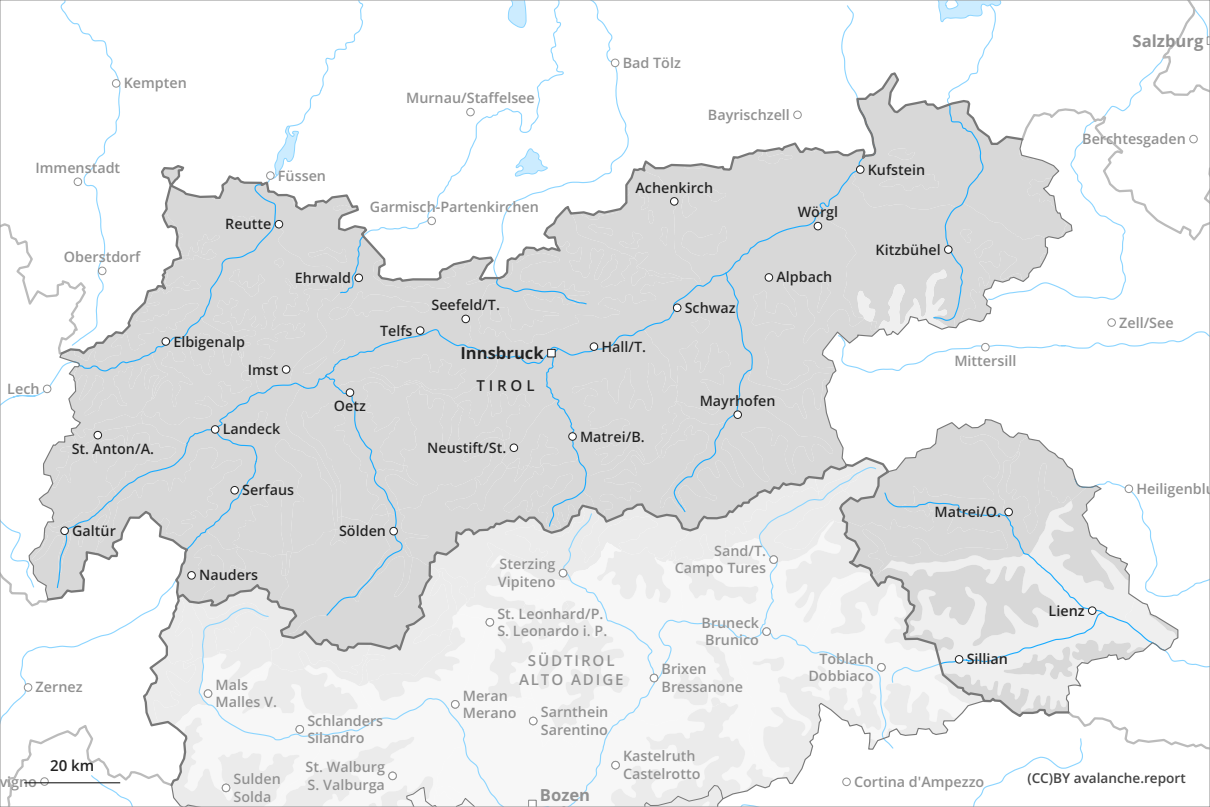 Salzburg
Bad Tölz
Kempten
Murnau/Staffelsee
Bayrischzell
Berchtesgaden
Immenstadt
Füssen
Kufstein
Achenkirch
Garmisch-Partenkirchen
Wörgl
Reutte
Kitzbühel
Oberstdorf
Ehrwald
Alpbach
Seefeld/T.
Schwaz
Zell/See
Telfs
Elbigenalp
Hall/T.
Innsbruck
Mittersill
Imst
TIROL
Lech
Mayrhofen
Oetz
Landeck
Matrei/B.
St. Anton/A.
Neustift/St.
Serfaus
Heiligenblu
Matrei/O.
Galtür
Sölden
Sand/T.
Campo Tures
Sterzing
Vipiteno
Nauders
Lienz
St. Leonhard/P.
S. Leonardo i. P.
Bruneck
Brunico
Sillian
SÜDTIROL
ALTO ADIGE
Toblach
Dobbiaco
Brixen
Bressanone
Zernez
Mals
Malles V.
Meran
Merano
Sarnthein
Sarentino
Schlanders
Silandro
Kastelruth
Castelrotto
20 km
St. Walburg
S. Valburga
vigno
Sulden
Solda
Cortina d'Ampezzo
(CC)BY avalanche.report
Bozen